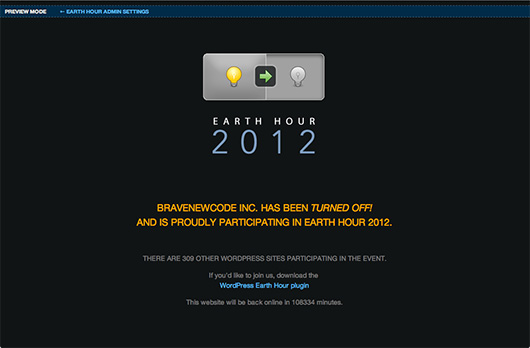 PREVIEW MODE ← EARTH HOUR ADMIN SETTINGS
EARTH HOUR
2012
BRAVENEWCODE INC. HAS BEEN TURNED OFF!
AND IS PROUDLY PARTICIPATING IN EARTH HOUR 2012.
THERE ARE 309 OTHER WORDPRESS SITES PARTICIPATING IN THE EVENT.
If you'd like to join us, download the
WordPress Earth Hour plugin
This website will be back online in 108334 minutes.